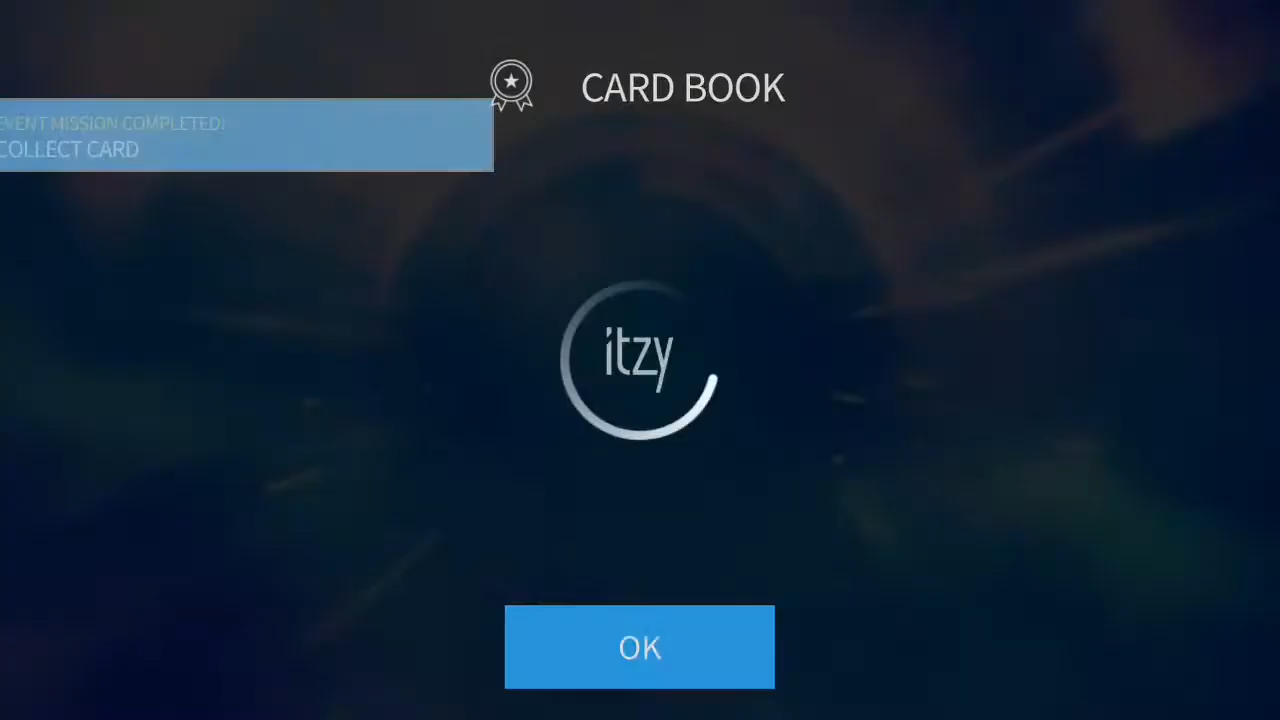 CARD BOOK
EVENT MISSION COMPLETED!
COLLECT CARD
itzy
OK